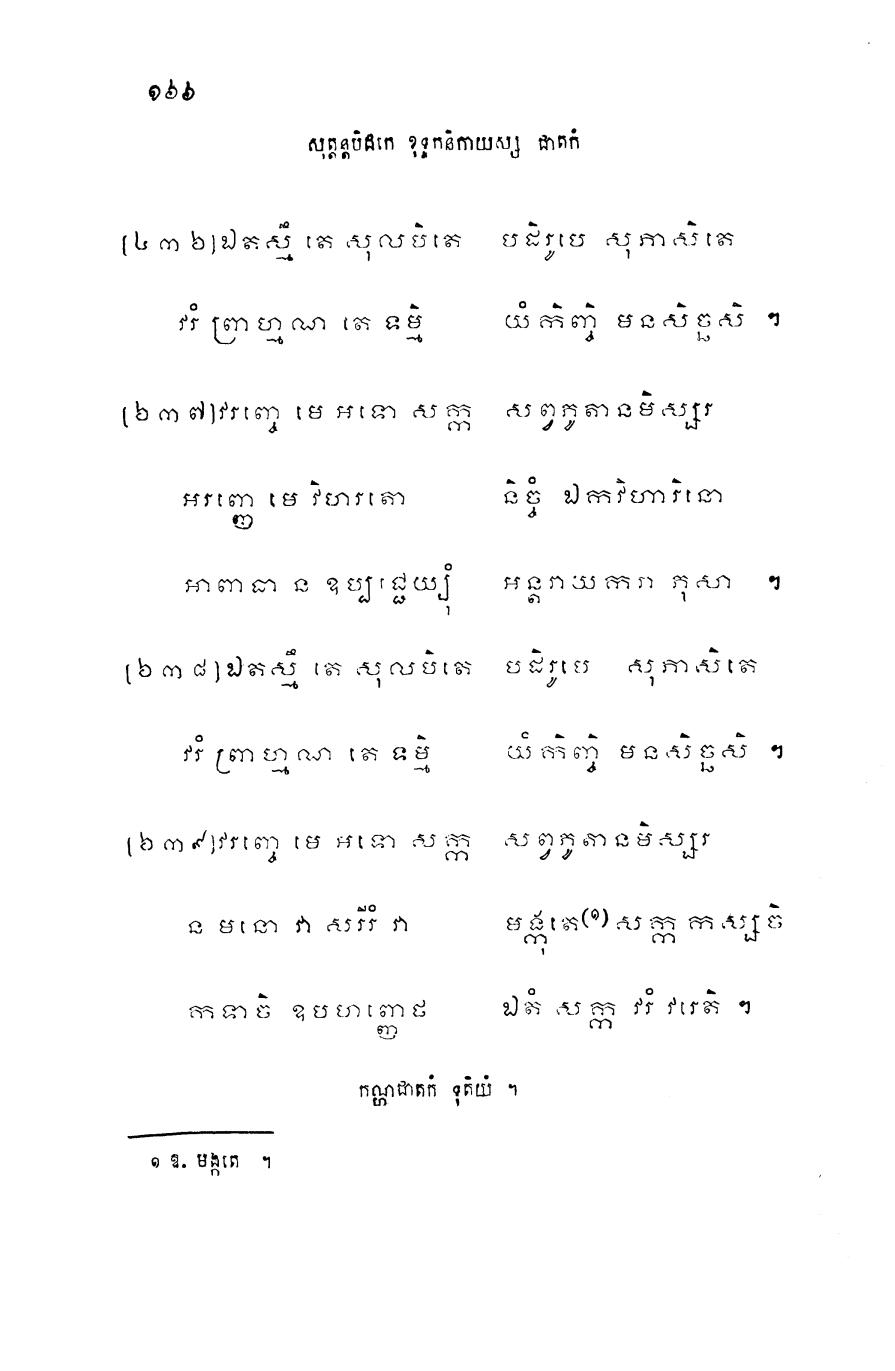 ១៦៦
សុត្តន្តបិដកេ ខុទ្ទកនិកាយស្ស ជាតកំ
[៤៣៦]ឯតស្មឹ តេ សុលបិតេ បដិរូបេ សុភាសិតេ
វរំ ព្រាហ្មណ តេ ទម្មិ យំ កិញ្ចិ មនសិច្ឆសិ ។
[៦៣៧]វរញ្ចេ មេ អទោ សក្ក សព្វភូតានមិស្សរ
អរញ្ញេ មេ វិហរតោ និច្ចំ ឯកវិហារិនោ
អាពាធា ន ឧប្បជ្ជេយ្យុំ អន្តរាយករា ភុសា ។
[៦៣៨]ឯតស្មឹ តេ សុលបិតេ បដិរូបេ សុភាសិតេ
វរំ ព្រាហ្មណ តេ ទម្មិ យំ កិញ្ចិ មនសិច្ឆសិ ។
[៦៣៩]វរញ្ចេ មេ អទោ សក្ក សព្វភូតានមិស្សរ
ន មនោ វា សរីរំ វា មង្កុតេ(១) សក្ក កស្សចិ
កទាចិ ឧបហញ្ញេថ ឯតំ សក្ក វរំ វរេតិ ។
កណ្ហជាតកំ ទុតិយំ ។
១ ឧ. មង្កតេ ។